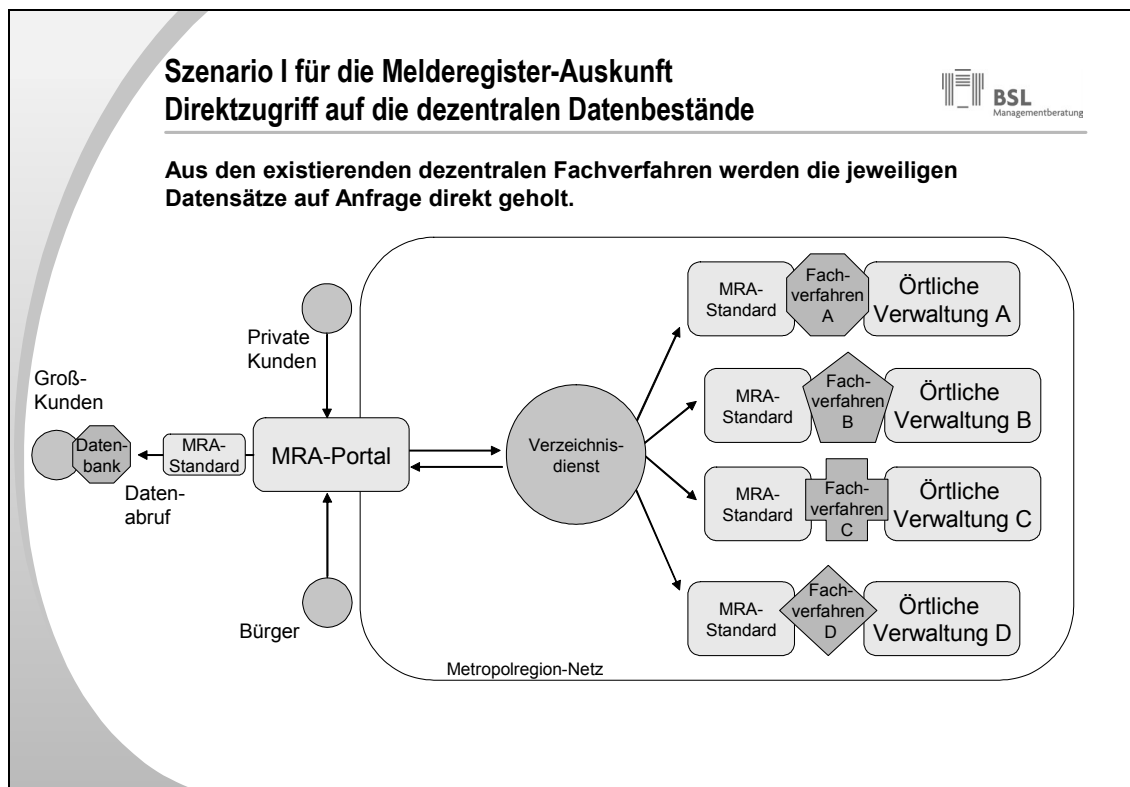 Szenario I für die Melderegister-Auskunft
Direktzugriff auf die dezentralen Datenbestände
BSL
Managementberatung
Aus den existierenden dezentralen Fachverfahren werden die jeweiligen
Datensätze auf Anfrage direkt geholt.
Private
Kunden
Groß-
Kunden
Daten-
bank
MRA-
Standard
Daten-
abruf
MRA-Portal
Bürger
Verzeichnis-
dienst
MRA-
Standard
Fach-
verfahren
A
Örtliche
Verwaltung A
MRA-
Standard
Fach-
verfahren
B
Örtliche
Verwaltung B
MRA-
Standard
Fach-
verfahren
C
Örtliche
Verwaltung C
MRA-
Standard
Fach-
verfahren
D
Örtliche
Verwaltung D
Metropolregion-Netz